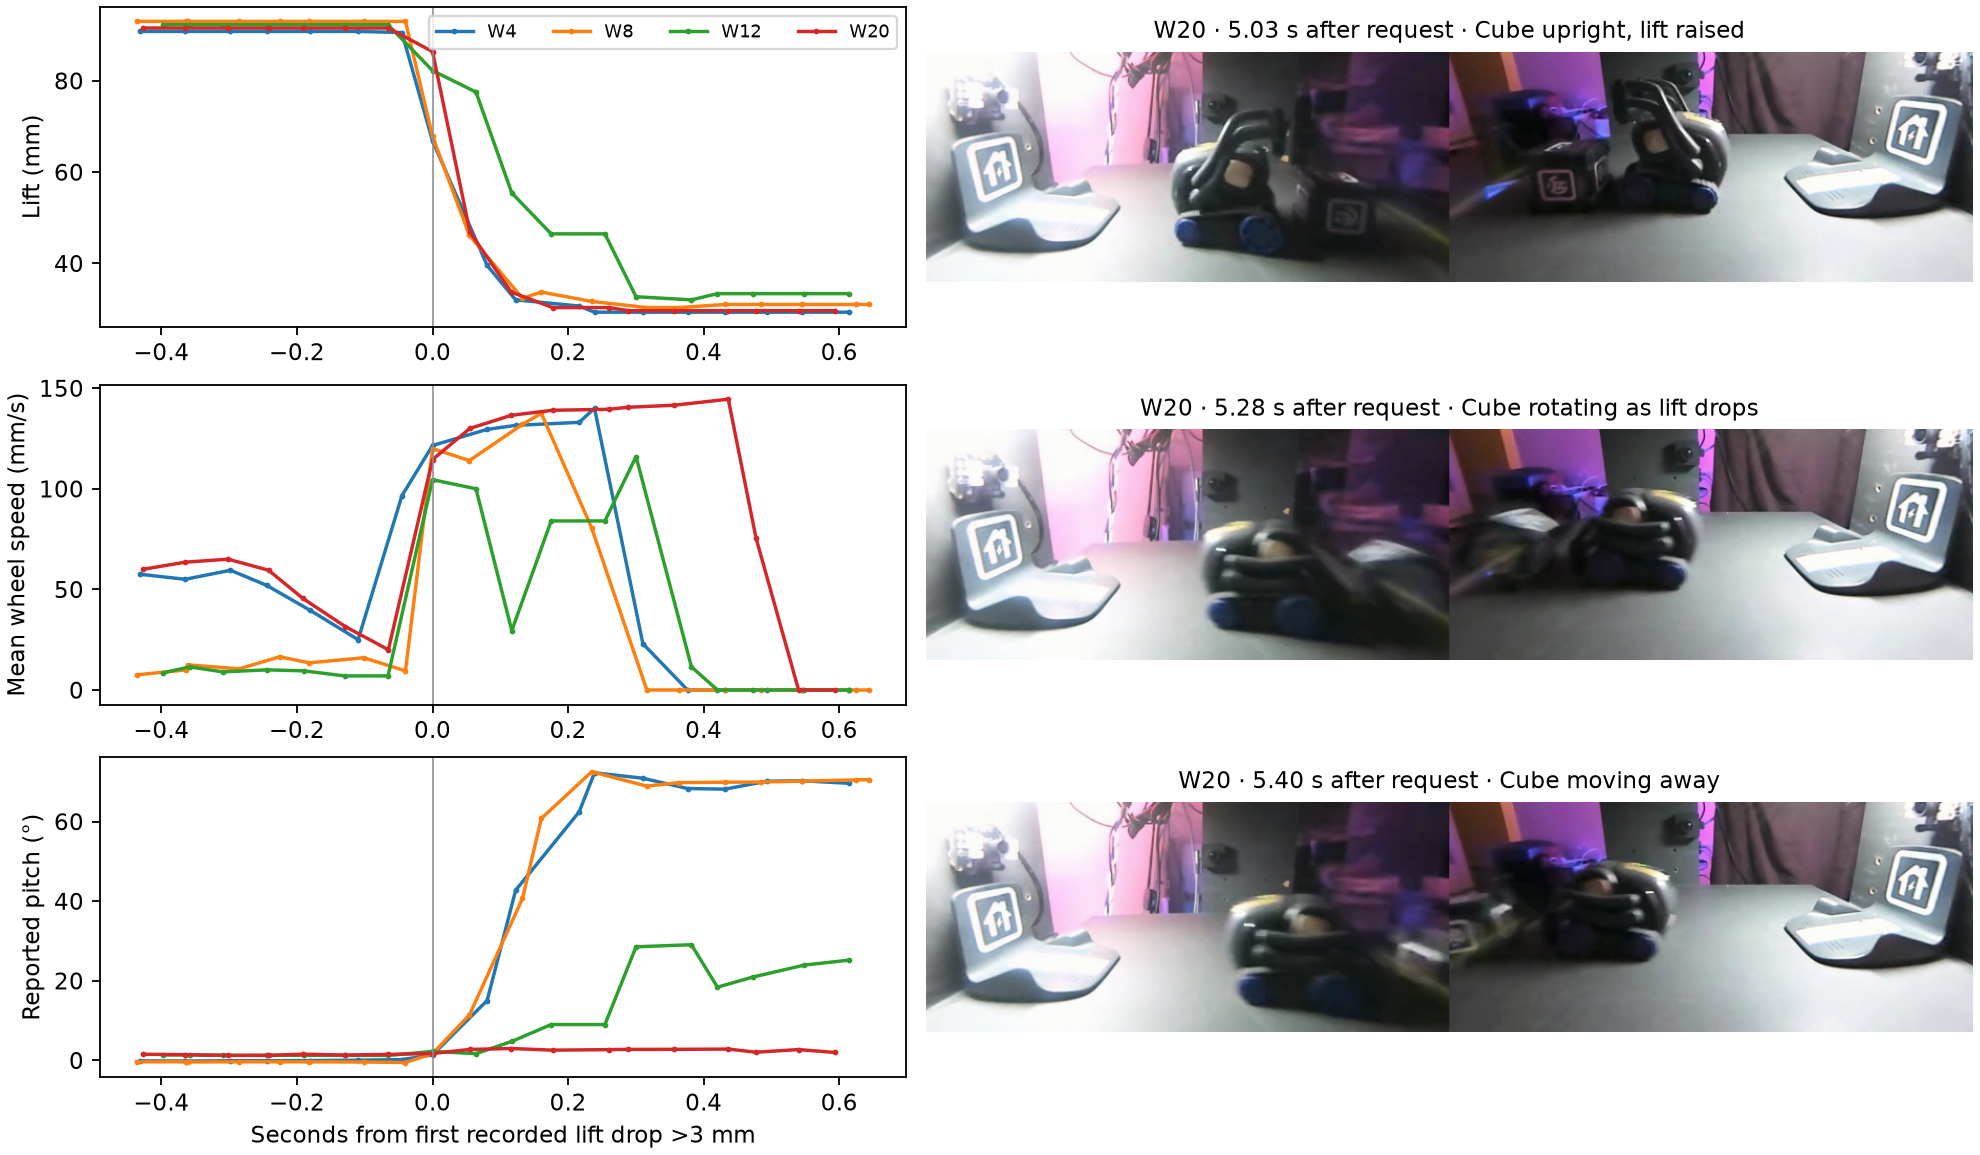 W4 W8 W12 W20
Lift (mm)
80
60
40
−0.4 −0.2 0.0 0.2 0.4 0.6
W20 · 5.03 s after request · Cube upright, lift raised
Mean wheel speed (mm/s)
150
100
50
0
−0.4 −0.2 0.0 0.2 0.4 0.6
W20 · 5.28 s after request · Cube rotating as lift drops
Reported pitch (°)
60
40
20
0
−0.4 −0.2 0.0 0.2 0.4 0.6
Seconds from first recorded lift drop >3 mm
W20 · 5.40 s after request · Cube moving away